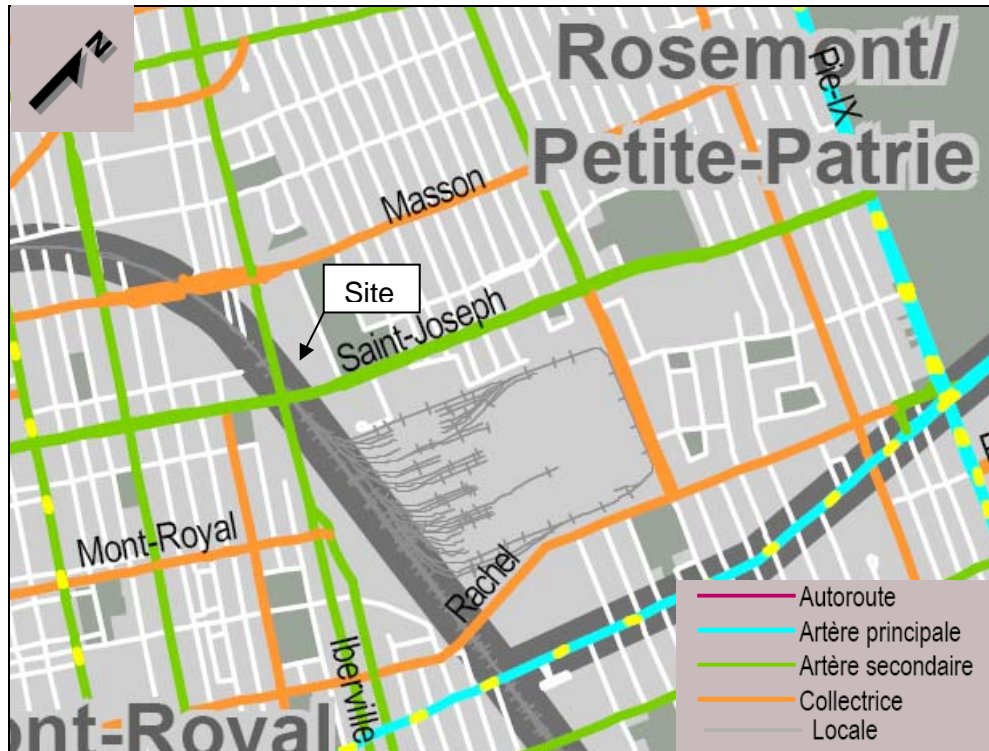 N
Rosemont/
Petite-Patrie
Pie-IX
Masson
Site
Saint-Joseph
Mont-Royal
Rachel
Iberville
ont-Royal
Autoroute
Artère principale
Artère secondaire
Collectrice
Locale